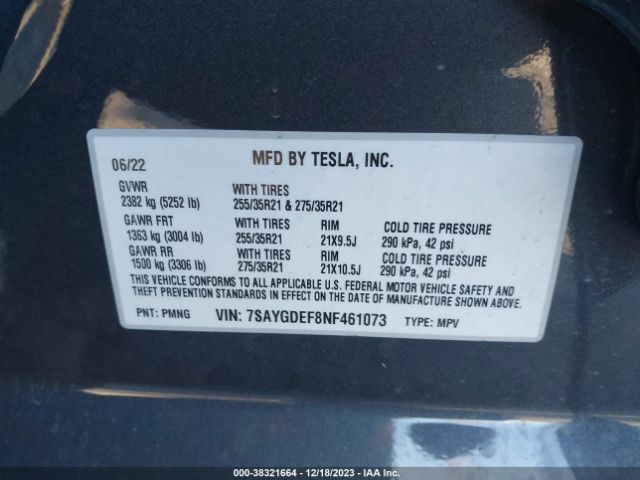 06/22 MFD BY TESLA, INC.
GVWR WITH TIRES
2382 kg (5252 lb) 255/35R21 & 275/35R21
GAWR FRT WITH TIRES RIM COLD TIRE PRESSURE
1363 kg (3004 lb) 255/35R21 21X9.5J 290 kPa, 42 psi
GAWR RR WITH TIRES RIM COLD TIRE PRESSURE
1500 kg (3306 lb) 275/35R21 21X10.5J 290 kPa, 42 psi
THIS VEHICLE CONFORMS TO ALL APPLICABLE U.S. FEDERAL MOTOR VEHICLE SAFETY AND
THEFT PREVENTION STANDARDS IN EFFECT ON THE DATE OF MANUFACTURE SHOWN ABOVE.
PNT: PMNG VIN: 7SAYGDEF8NF461073 TYPE: MPV
© - 38321664 - 12/18/2023 - IAA Inc.